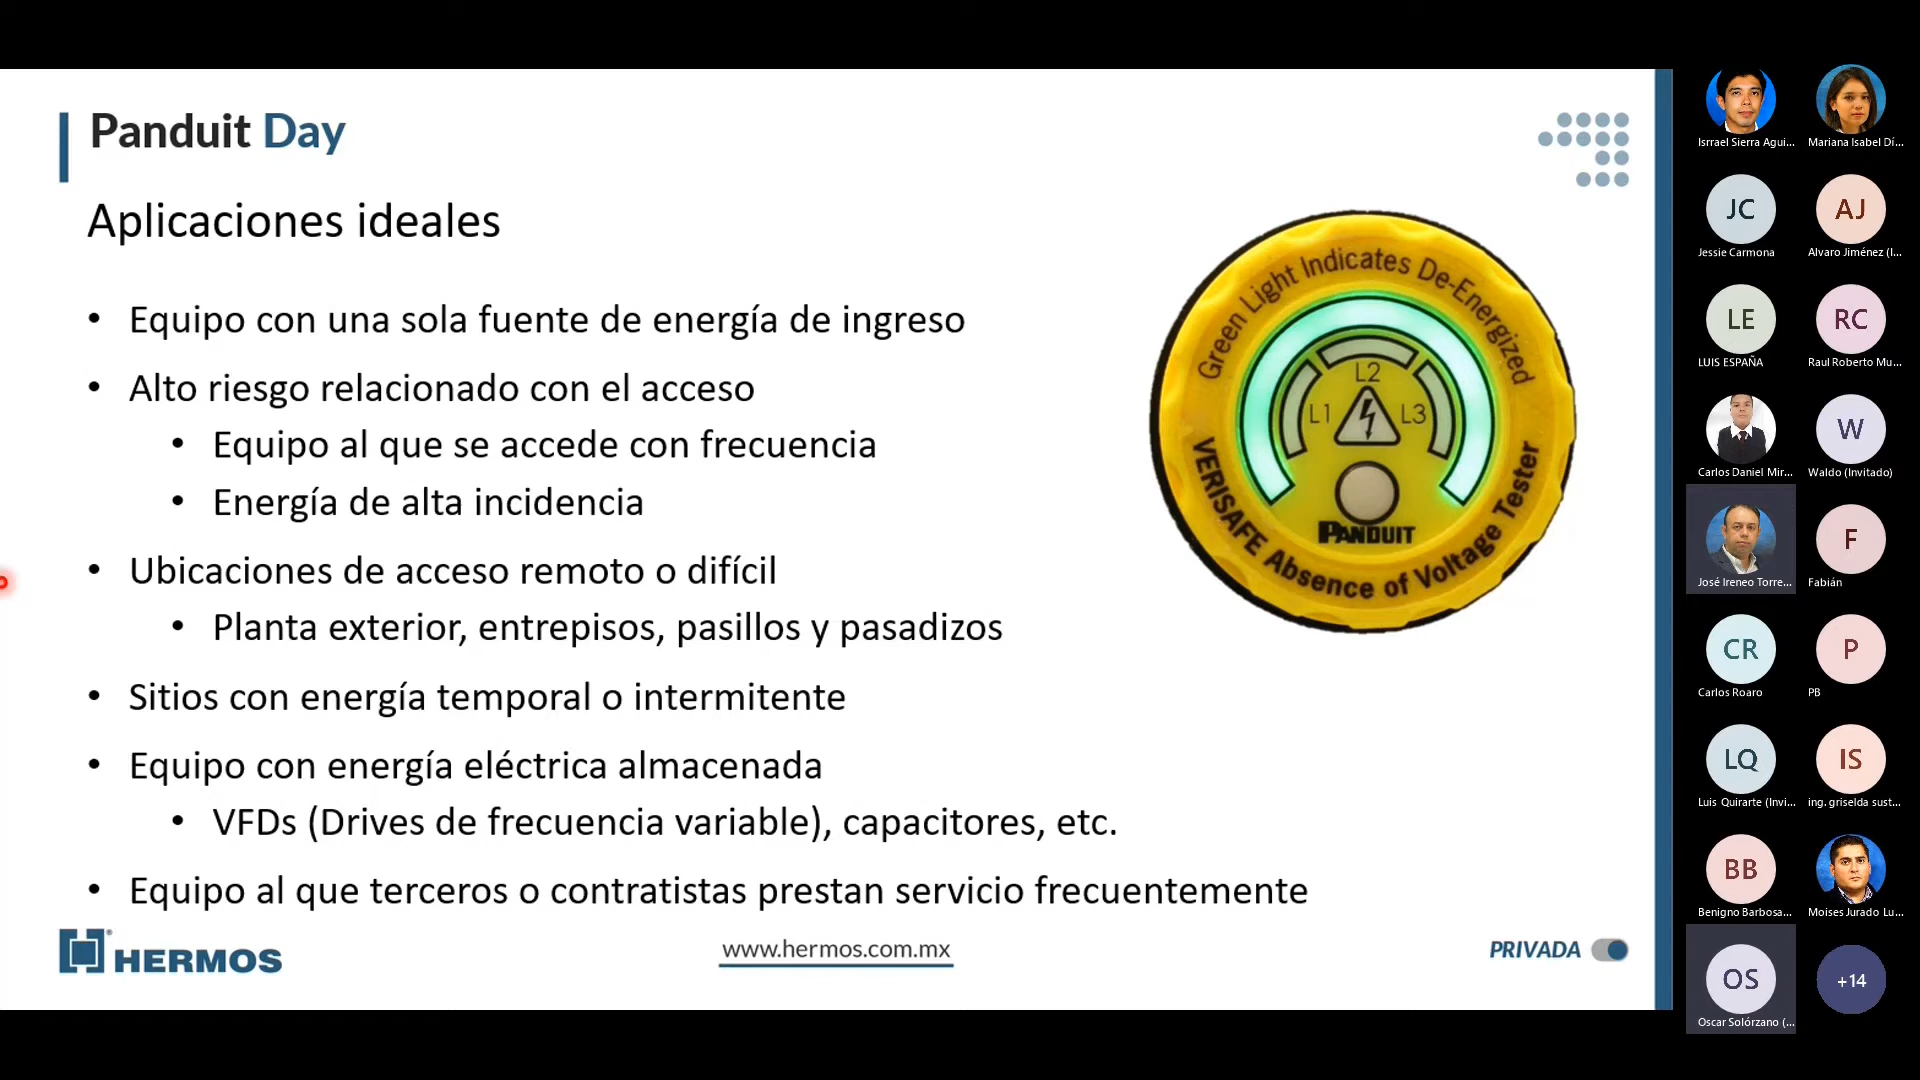 Panduit Day
Aplicaciones ideales
• Equipo con una sola fuente de energía de ingreso
• Alto riesgo relacionado con el acceso
• Equipo al que se accede con frecuencia
• Energía de alta incidencia
• Ubicaciones de acceso remoto o difícil
• Planta exterior, entrepisos, pasillos y pasadizos
• Sitios con energía temporal o intermitente
• Equipo con energía eléctrica almacenada
• VFDs (Drives de frecuencia variable), capacitores, etc.
• Equipo al que terceros o contratistas prestan servicio frecuentemente
Green Light Indicates De-Energized
L2
L1 L3
PANDUIT
VERISAFE Absence of Voltage Tester
HERMOS
www.hermos.com.mx
PRIVADA
Isrrael Sierra Agui... Mariana Isabel Dí...
JC AJ
Jessie Carmona Alvaro Jiménez (I...
LE RC
LUIS ESPAÑA Raul Roberto Mu...
W
Carlos Daniel Mir... Waldo (Invitado)
F
José Ireneo Torre... Fabián
CR P
Carlos Roaro PB
LQ IS
Luis Quirarte (Invi... ing. griselda sust...
BB
Benigno Barbosa... Moises Jurado Lu...
OS +14
Oscar Solórzano (...